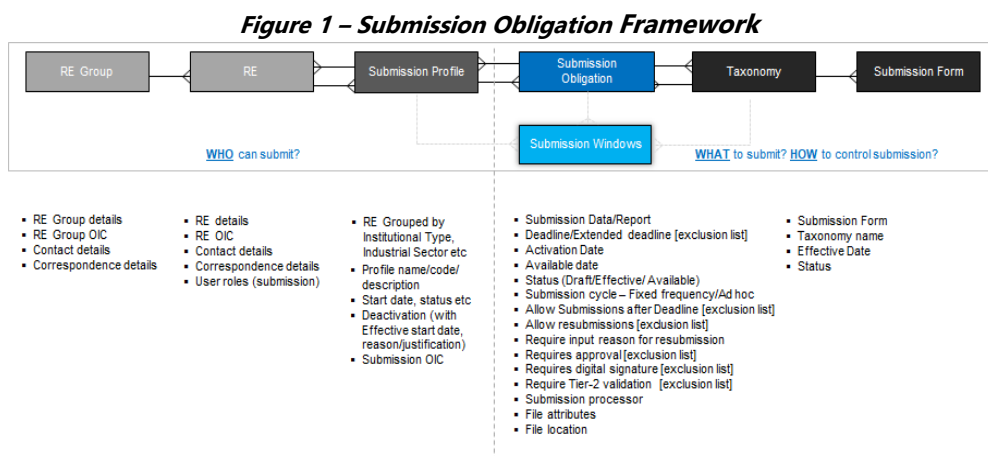 Figure 1 – Submission Obligation Framework
RE Group
RE
Submission Profile
Submission
Obligation
Taxonomy
Submission Form
Submission Windows
WHO can submit?
WHAT to submit? HOW to control submission?
▪ RE Group details
▪ RE Group OIC
▪ Contact details
▪ Correspondence details
▪ RE details
▪ RE OIC
▪ Contact details
▪ Correspondence details
▪ User roles (submission)
▪ RE Grouped by
Institutional Type,
Industrial Sector etc
▪ Profile name/code/
description
▪ Start date, status etc
▪ Deactivation (with
Effective start date,
reason/justification)
▪ Submission OIC
▪ Submission Data/Report
▪ Deadline/Extended deadline [exclusion list]
▪ Activation Date
▪ Available date
▪ Status (Draft/Effective/ Available)
▪ Submission cycle – Fixed frequency/Ad hoc
▪ Allow Submissions after Deadline [exclusion list]
▪ Allow resubmissions [exclusion list]
▪ Require input reason for resubmission
▪ Requires approval [exclusion list]
▪ Requires digital signature [exclusion list]
▪ Require Tier-2 validation [exclusion list]
▪ Submission processor
▪ File attributes
▪ File location
▪ Submission Form
▪ Taxonomy name
▪ Effective Date
▪ Status